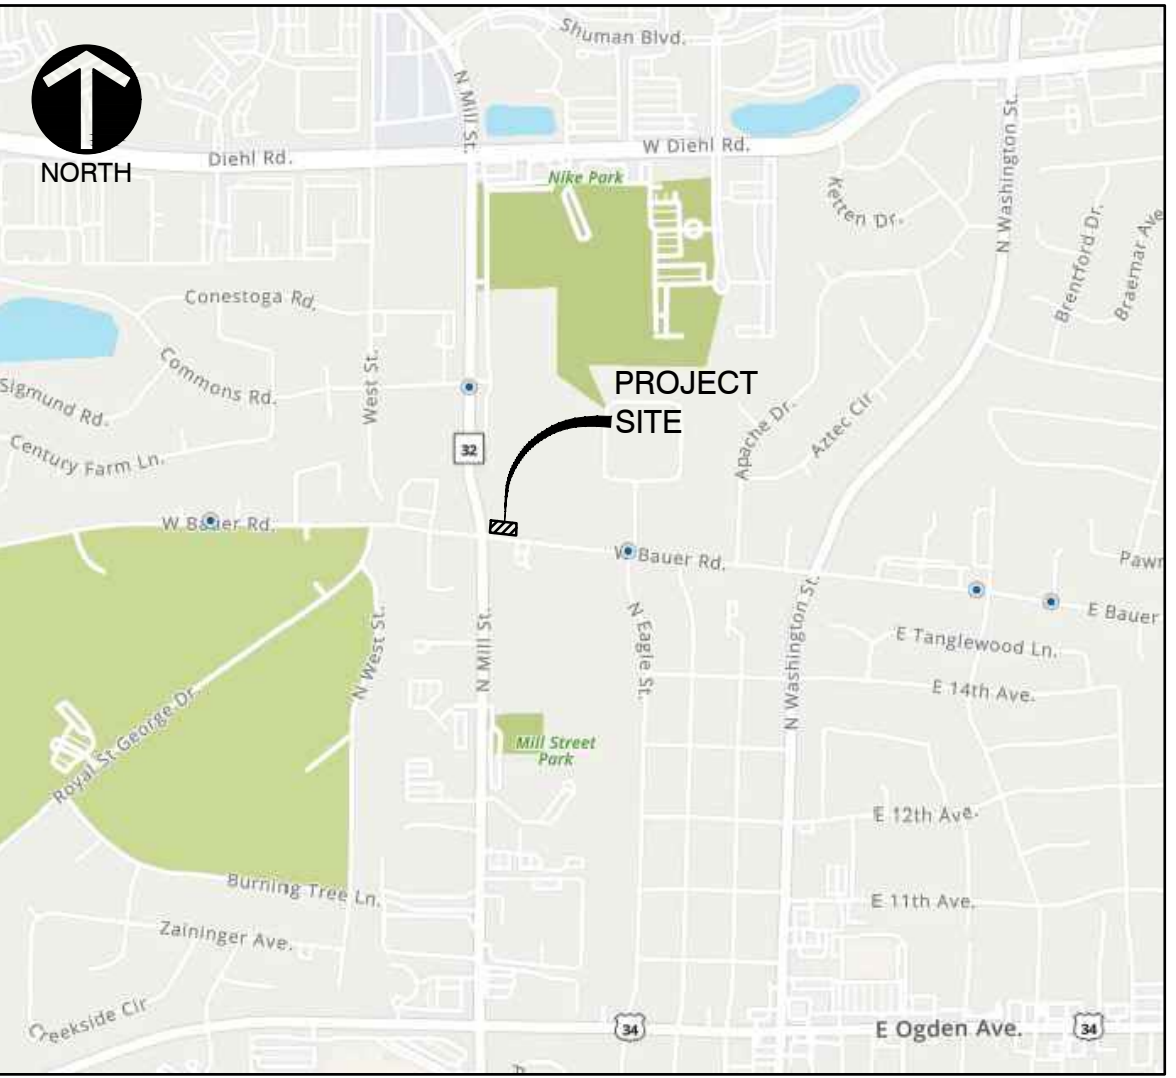 Shuman Blvd.
N Mill St.
NORTH
Diehl Rd.
W Diehl Rd.
Nike Park
Ketten Dr.
N Washington St.
Brentford Dr.
Braemar Ave
Conestoga Rd.
Commons Rd.
West St.
Sigmund Rd.
Century Farm Ln.
32
PROJECT
SITE
Apache Dr.
Aztec Cir
W Bauer Rd.
W Bauer Rd.
Pawn
E Bauer
N Eagle St.
N Washington St.
E Tanglewood Ln.
E 14th Ave.
N West St.
N Mill St.
Royal St George Dr
Mill Street
Park
E 12th Ave.
Burning Tree Ln.
E 11th Ave.
Zaininger Ave.
Creekside Cir
34
E Ogden Ave.
34